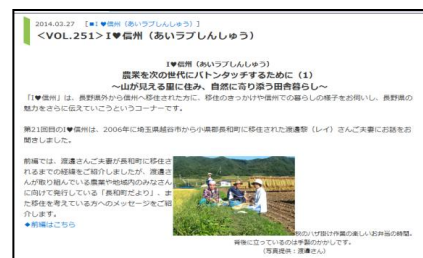 2014.03.27 [■I♥信州（あいラブしんしゅう）]
＜VOL.251＞I♥信州（あいラブしんしゅう）
I♥信州（あいラブしんしゅう）
農業を次の世代にバトンタッチするために（1）
～山が見える里に住み、自然に寄り添う田舎暮らし～
「I♥信州」は、長野県外から信州へ移住された方に、移住のきっかけや信州での暮らしの様子をお伺いし、長野県の
魅力をさらに伝えていこうというコーナーです。
第21回目のI♥信州は、2006年に埼玉県越谷市から小県郡長和町に移住された渡邉黎（レイ）さんご夫妻にお話をお
聞きしました。
前編では、渡邉さんご夫妻が長和町に移住さ
れるまでの経緯をご紹介しましたが、渡邉さ
んが取り組んでいる農業や地域内のみなさん
に向けて発行している「長和町だより」、ま
た移住を考えている方へのメッセージをご紹
介します。
◆前編はこちら
秋のハザ掛け作業の楽しいお弁当の時間。
背後に立っているのは手製のかかしです。
（写真提供：渡邉さん）